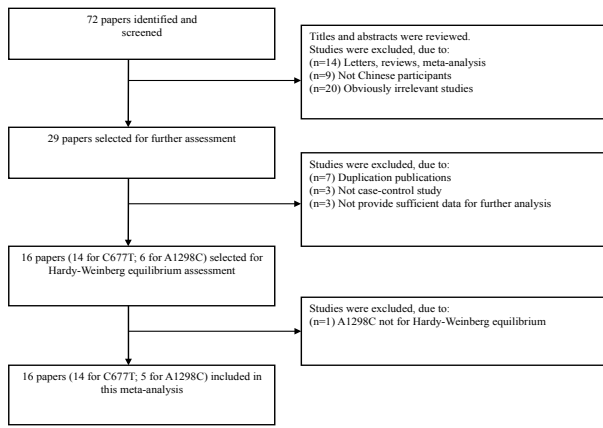 72 papers identified and
screened
Titles and abstracts were reviewed.
Studies were excluded, due to:
(n=14) Letters, reviews, meta-analysis
(n=9) Not Chinese participants
(n=20) Obviously irrelevant studies
29 papers selected for further assessment
Studies were excluded, due to:
(n=7) Duplication publications
(n=3) Not case-control study
(n=3) Not provide sufficient data for further analysis
16 papers (14 for C677T; 6 for A1298C) selected for
Hardy-Weinberg equilibrium assessment
Studies were excluded, due to:
(n=1) A1298C not for Hardy-Weinberg equilibrium
16 papers (14 for C677T; 5 for A1298C) included in
this meta-analysis